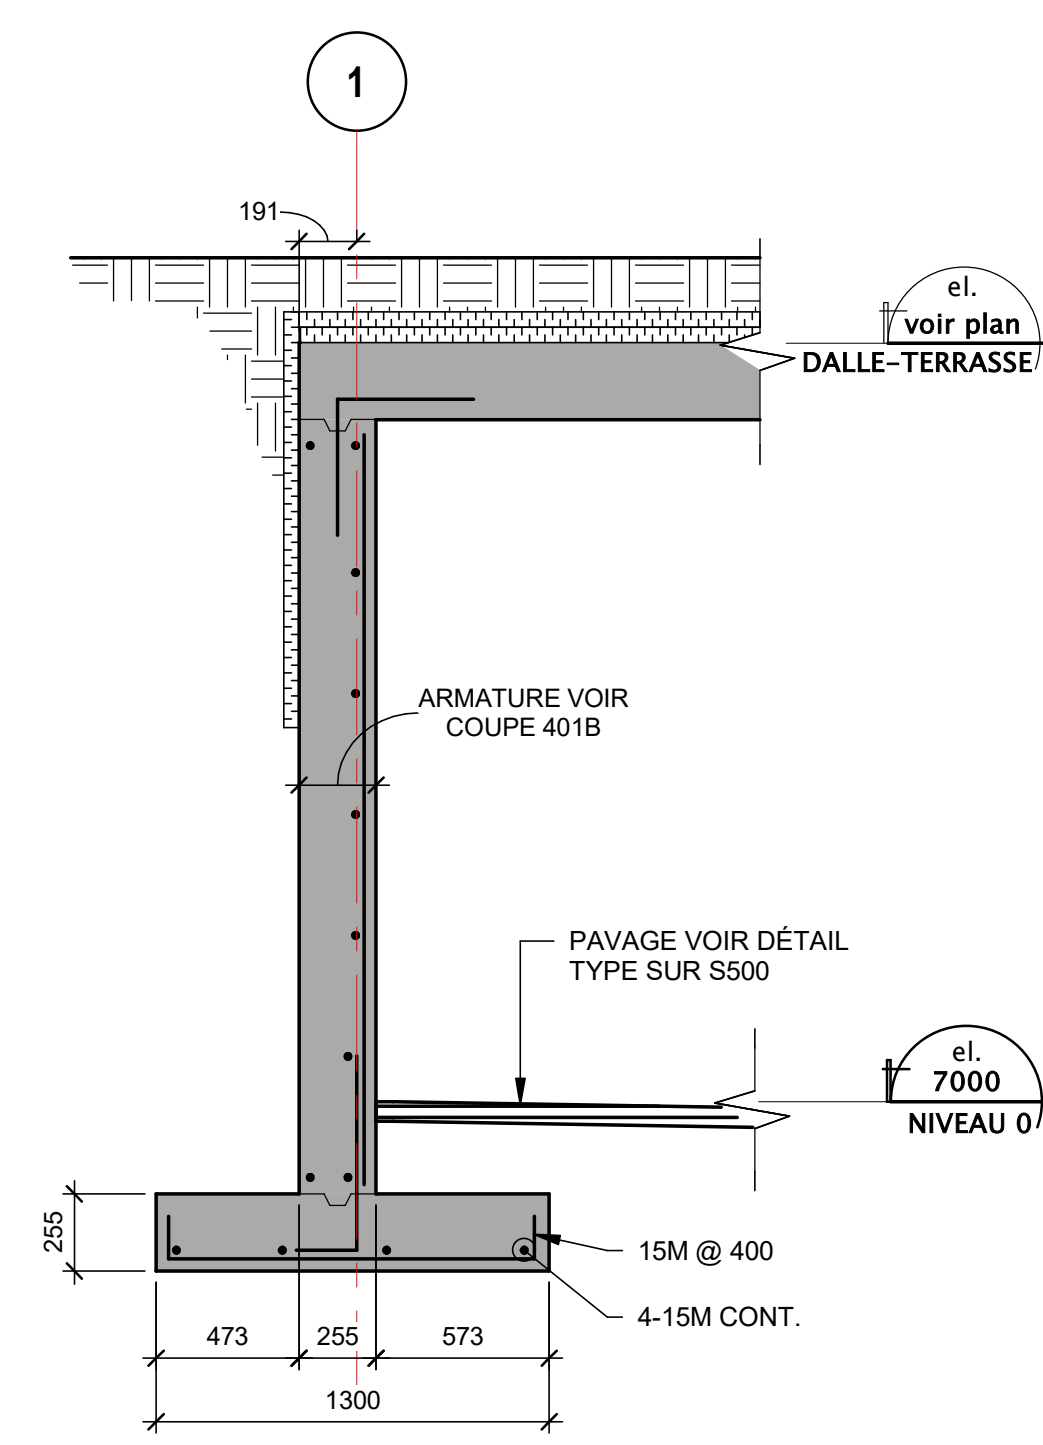 1
191
el.
voir plan
DALLE-TERRASSE
ARMATURE VOIR
COUPE 401B
PAVAGE VOIR DÉTAIL
TYPE SUR S500
el.
7000
NIVEAU 0
255
15M @ 400
4-15M CONT.
473
255
573
1300